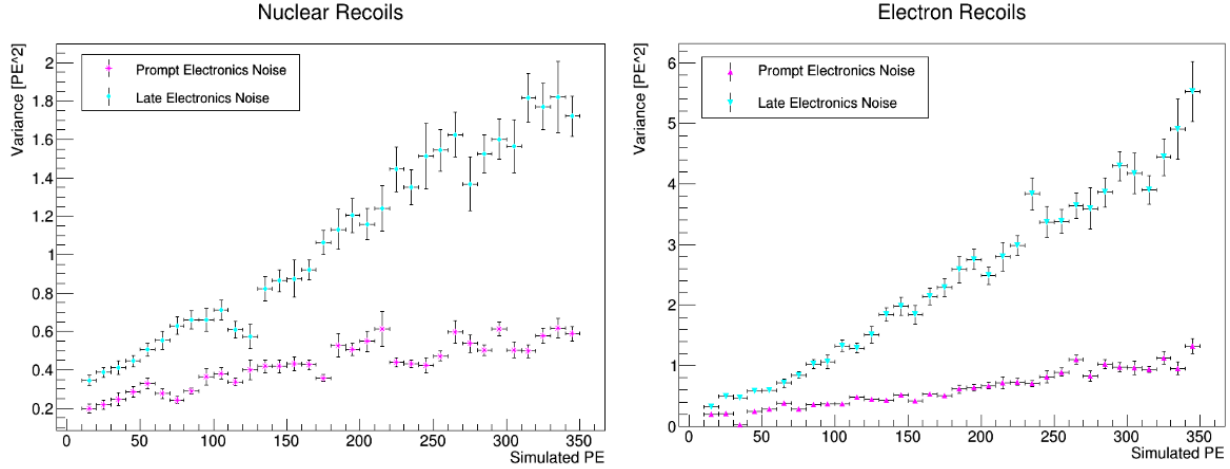 Nuclear Recoils
Variance [PE^2]
2
1.8
1.6
1.4
1.2
1
0.8
0.6
0.4
0.2
Prompt Electronics Noise
Late Electronics Noise
0 50 100 150 200 250 300 350
Simulated PE
Electron Recoils
Variance [PE^2]
6
5
4
3
2
1
0
Prompt Electronics Noise
Late Electronics Noise
0 50 100 150 200 250 300 350
Simulated PE